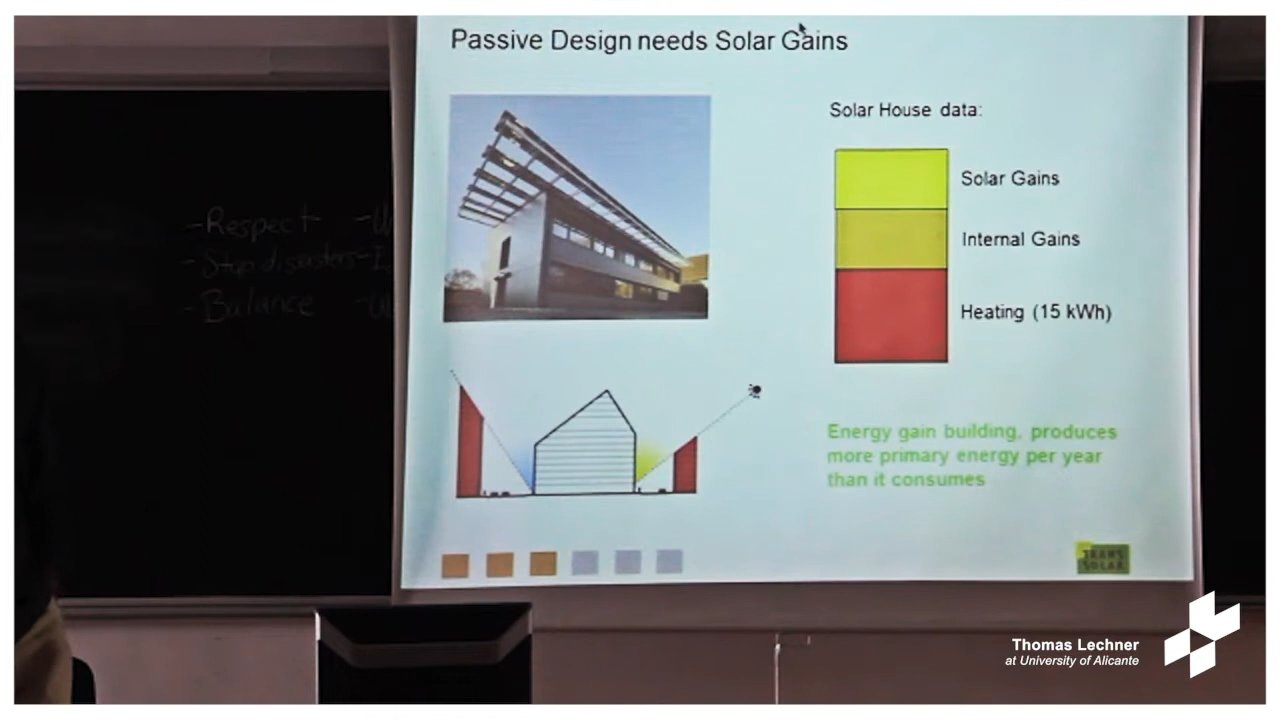 Passive Design needs Solar Gains
Solar House data:
Solar Gains
Internal Gains
Heating (15 kWh)
Energy gain building, produces
more primary energy per year
than it consumes
TRANS
SOLAR
- Respect
- Stop disasters
- Balance
Thomas Lechner
at University of Alicante